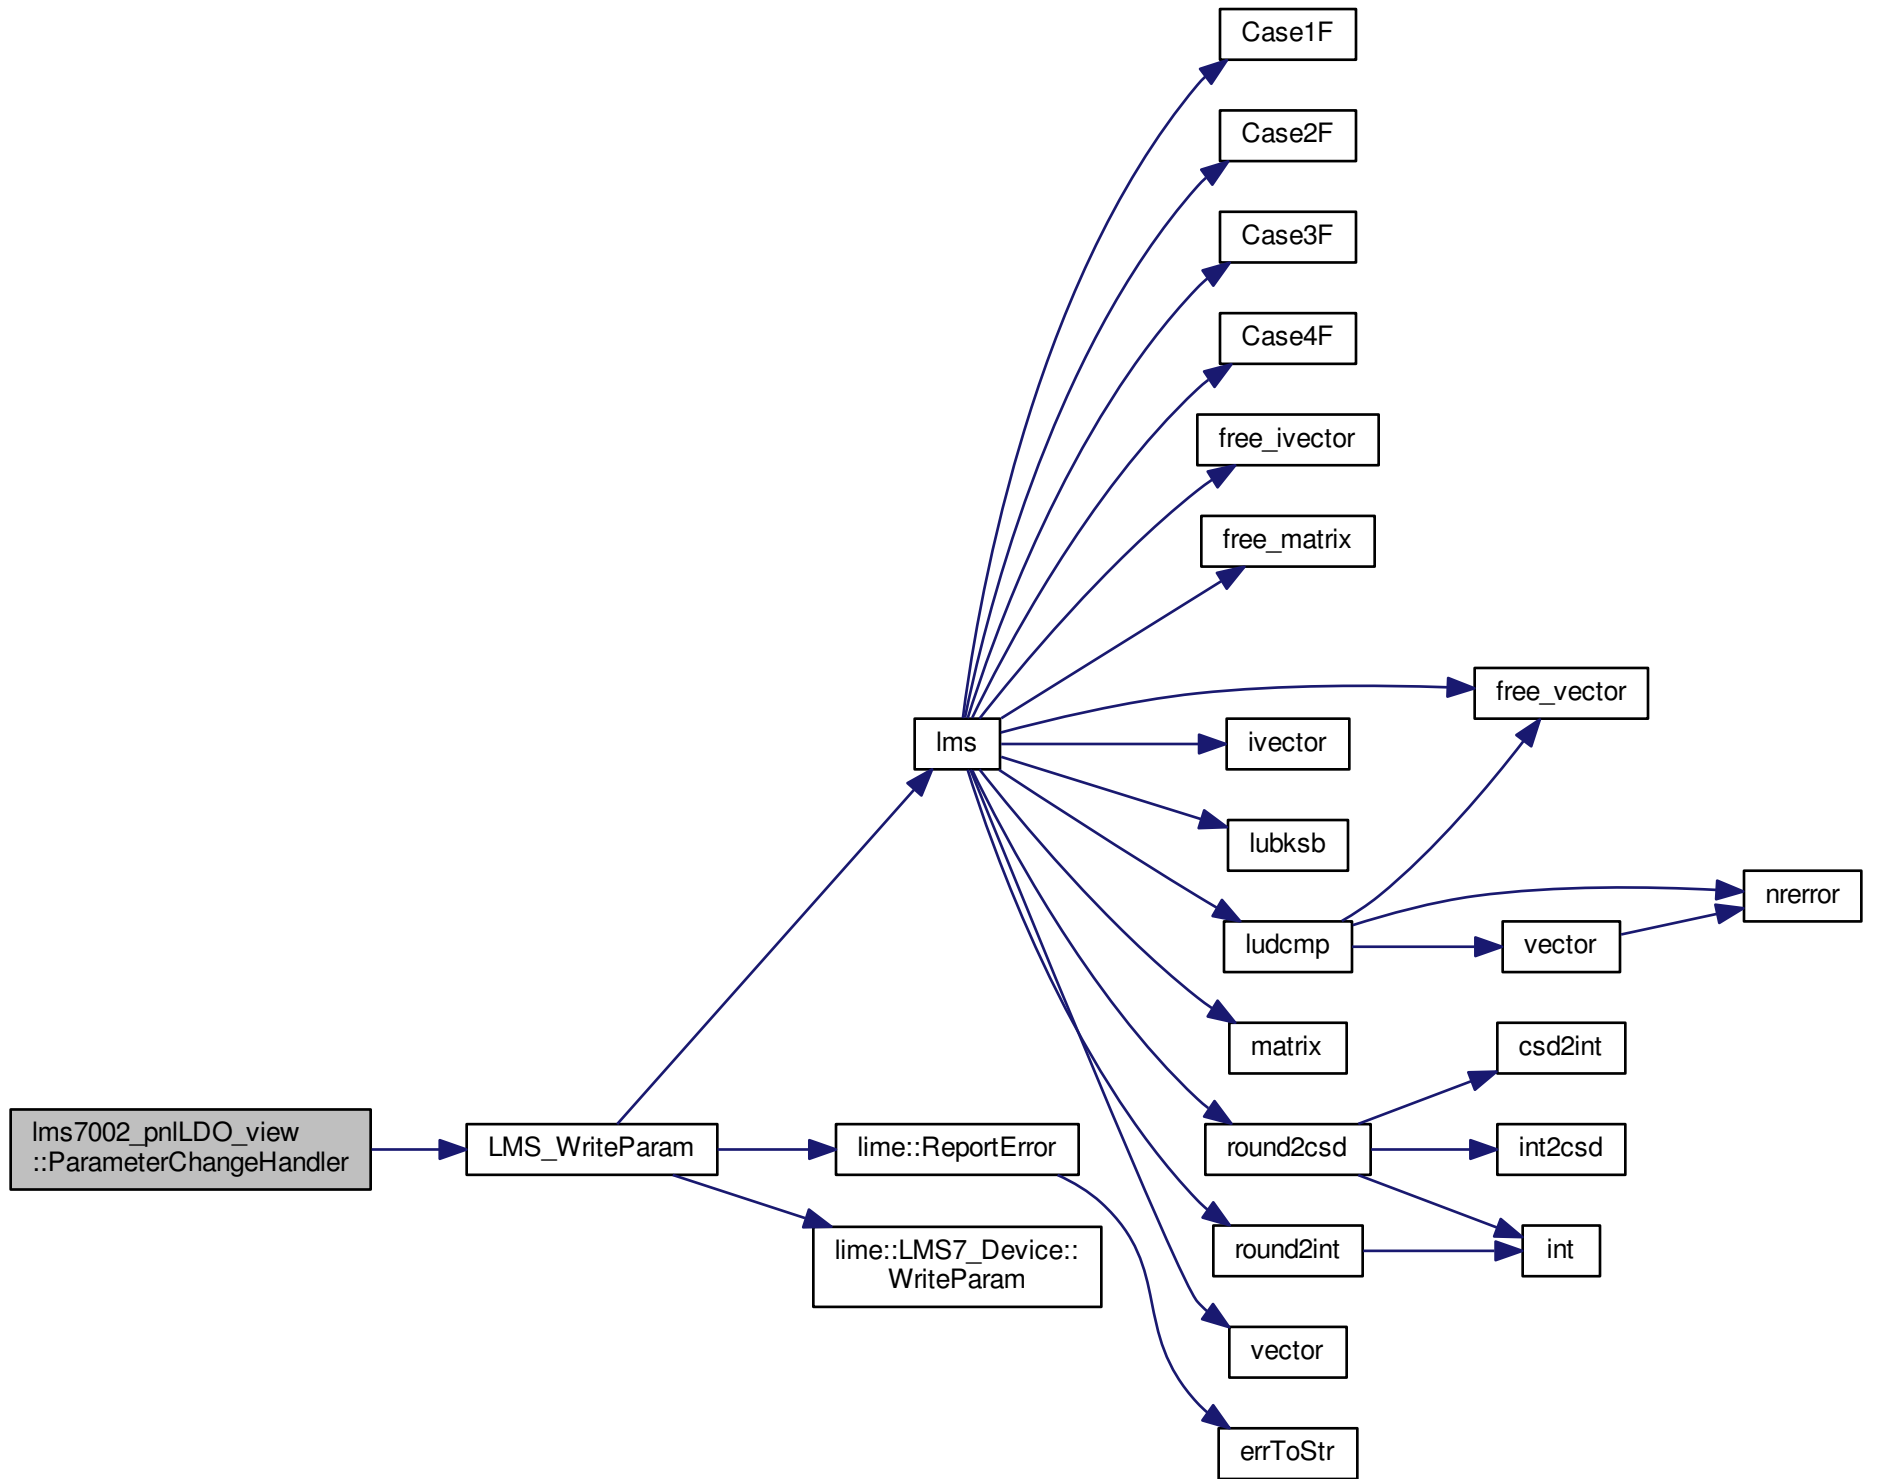 Case1F
Case2F
Case3F
Case4F
free_ivector
free_matrix
free_vector
lms
ivector
lubksb
nrerror
ludcmp
vector
matrix
csd2int
lms7002_pnlLDO_view
::ParameterChangeHandler
LMS_WriteParam
lime::ReportError
round2csd
int2csd
lime::LMS7_Device::
WriteParam
round2int
int
vector
errToStr